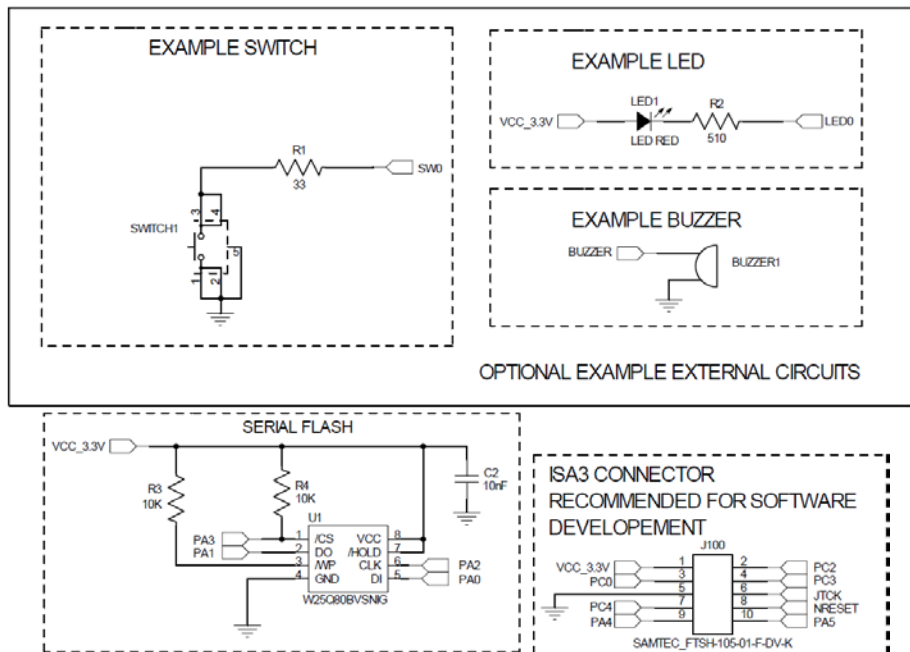 EXAMPLE SWITCH
R1
33
SW0
SWITCH1
3
4
5
1
2
EXAMPLE LED
LED1
R2
VCC_3.3V
LED0
LED RED
510
EXAMPLE BUZZER
BUZZER
BUZZER1
OPTIONAL EXAMPLE EXTERNAL CIRCUITS
SERIAL FLASH
VCC_3.3V
R3
10K
R4
10K
C2
10nF
U1
PA3 1 /CS VCC 8
PA1 2 DO /HOLD 7
3 /WP CLK 6 PA2
4 GND DI 5 PA0
W25Q80BVSNIG
ISA3 CONNECTOR
RECOMMENDED FOR SOFTWARE
DEVELOPEMENT
J100
VCC_3.3V 1 2 PC2
PC0 3 4 PC3
5 6 JTCK
PC4 7 8 NRESET
PA4 9 10 PA5
SAMTEC_FTSH-105-01-F-DV-K